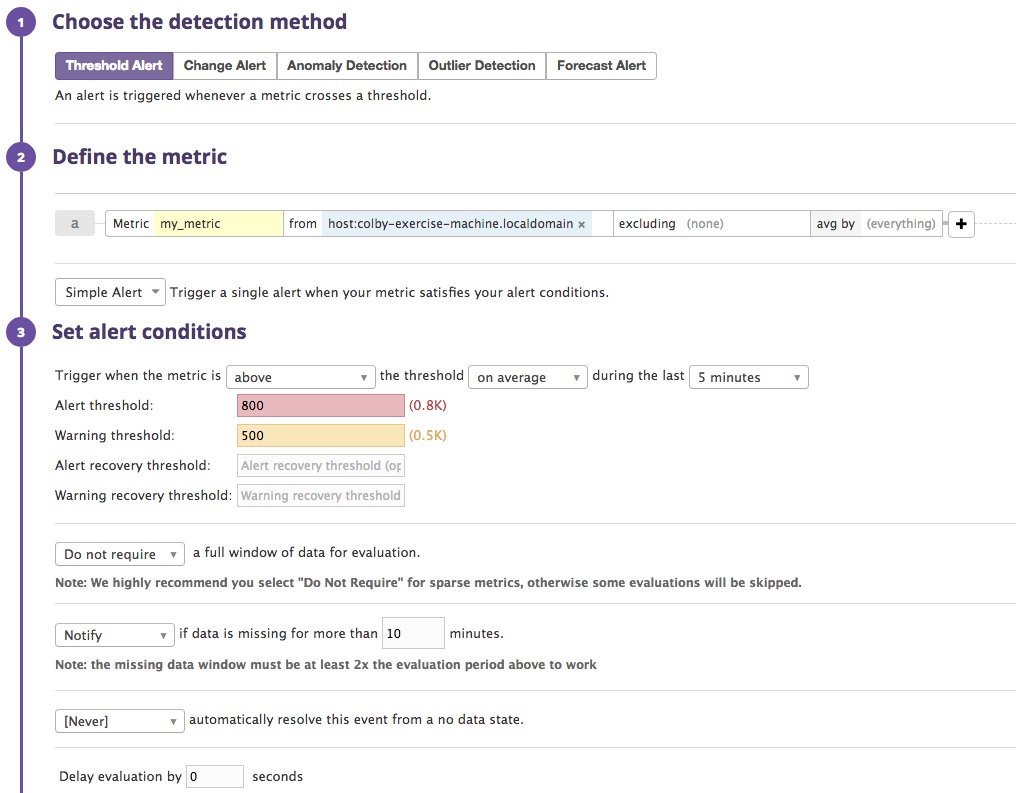 1 Choose the detection method
Threshold Alert Change Alert Anomaly Detection Outlier Detection Forecast Alert
An alert is triggered whenever a metric crosses a threshold.
2 Define the metric
a Metric my_metric from host:colby-exercise-machine.localdomain × excluding (none) avg by (everything) +
Simple Alert Trigger a single alert when your metric satisfies your alert conditions.
3 Set alert conditions
Trigger when the metric is above the threshold on average during the last 5 minutes
Alert threshold: 800 (0.8K)
Warning threshold: 500 (0.5K)
Alert recovery threshold: Alert recovery threshold (op
Warning recovery threshold: Warning recovery threshold
Do not require a full window of data for evaluation.
Note: We highly recommend you select "Do Not Require" for sparse metrics, otherwise some evaluations will be skipped.
Notify if data is missing for more than 10 minutes.
Note: the missing data window must be at least 2x the evaluation period above to work
[Never] automatically resolve this event from a no data state.
Delay evaluation by 0 seconds